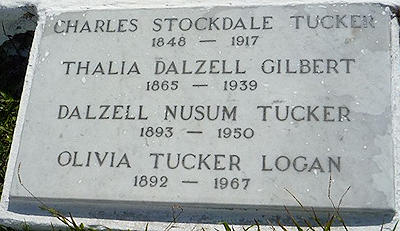 CHARLES STOCKDALE TUCKER
1848 — 1917
THALIA DALZELL GILBERT
1865 — 1939
DALZELL NUSUM TUCKER
1893 — 1950
OLIVIA TUCKER LOGAN
1892 — 1967